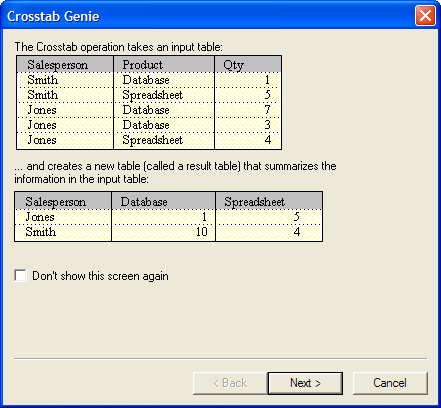 Crosstab Genie
The Crosstab operation takes an input table:
Salesperson Product Qty
Smith Database 1
Smith Spreadsheet 5
Jones Database 7
Jones Database 3
Jones Spreadsheet 4
... and creates a new table (called a result table) that summarizes the
information in the input table:
Salesperson Database Spreadsheet
Jones 1 5
Smith 10 4
Don't show this screen again
< Back Next > Cancel